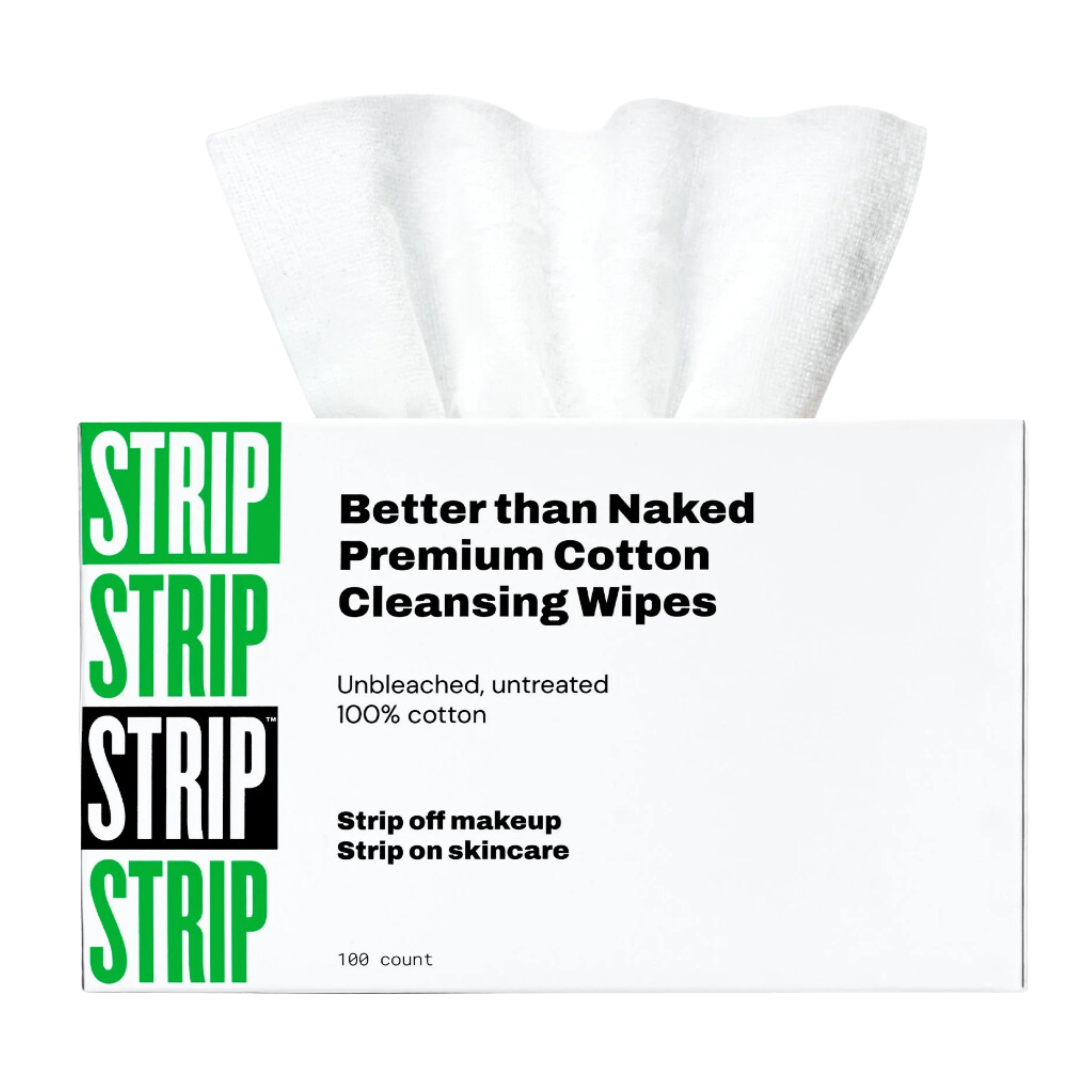 STRIP
STRIP
STRIP™
STRIP
Better than Naked
Premium Cotton
Cleansing Wipes
Unbleached, untreated
100% cotton
Strip off makeup
Strip on skincare
100 count